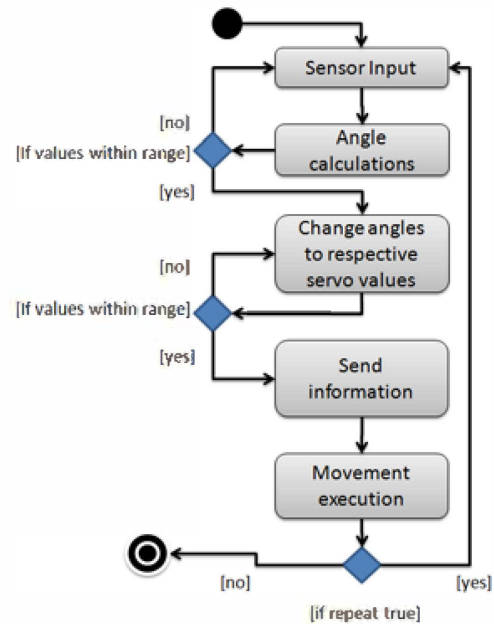 Sensor Input
[no]
[If values within range]
Angle
calculations
[yes]
Change angles
to respective
servo values
[no]
[If values within range]
[yes]
Send
information
Movement
execution
[no]
[yes]
[if repeat true]